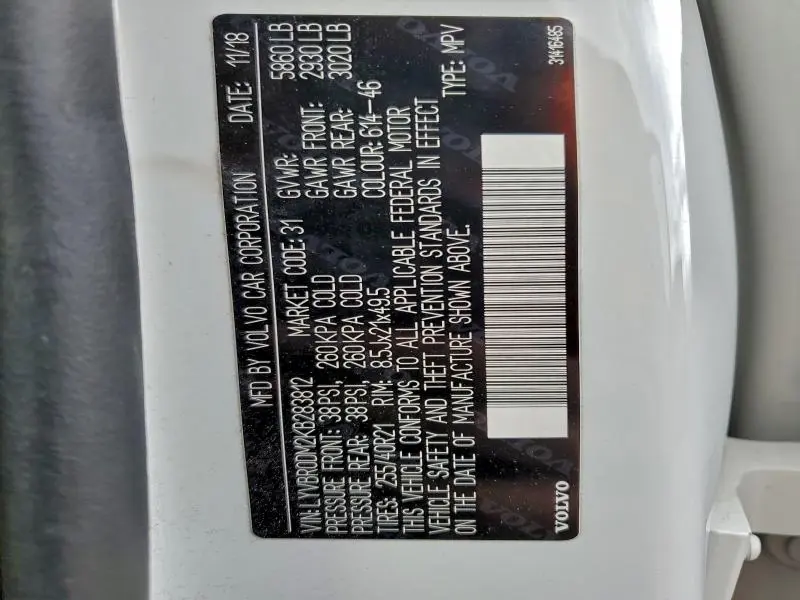 MFD BY VOLVO CAR CORPORATION DATE: 11/18
VIN: LYVBR0DM2KB283812 MARKET CODE: 31 GVWR: 5860 LB
PRESSURE FRONT: 38PSI, 260KPA COLD GAWR FRONT: 2930 LB
PRESSURE REAR: 38PSI, 260KPA COLD GAWR REAR: 3020 LB
TIRES: 255/40R21 RIM: 8.5Jx21x49.5 COLOUR: 614-46
THIS VEHICLE CONFORMS TO ALL APPLICABLE FEDERAL MOTOR
VEHICLE SAFETY AND THEFT PREVENTION STANDARDS IN EFFECT
ON THE DATE OF MANUFACTURE SHOWN ABOVE. TYPE: MPV
VOLVO 31416485